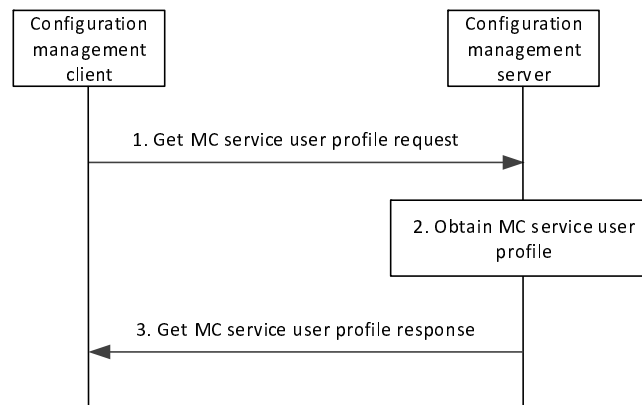 Configuration
management
client
Configuration
management
server
1. Get MC service user profile request
2. Obtain MC service user
profile
3. Get MC service user profile response